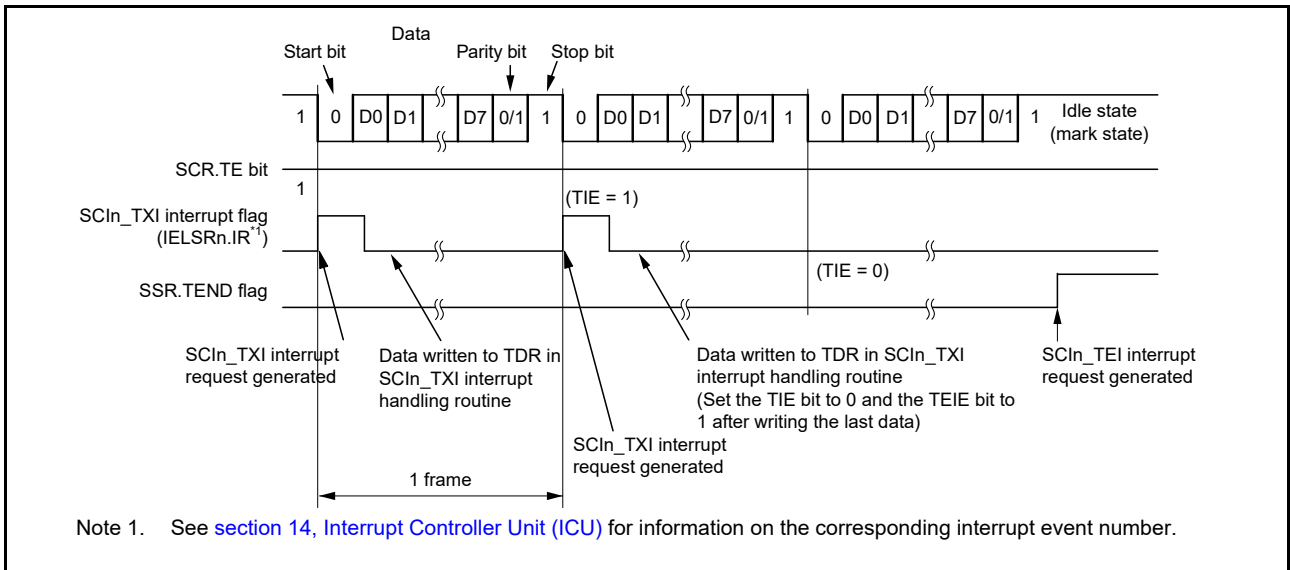 Data
Start bit
Parity bit
Stop bit
1 0 D0 D1 D7 0/1 1 0 D0 D1 D7 0/1 1 0 D0 D1 D7 0/1 1
Idle state
(mark state)
SCR.TE bit
1
(TIE = 1)
SCIn_TXI interrupt flag
(IELSRn.IR*1)
(TIE = 0)
SSR.TEND flag
SCIn_TXI interrupt
request generated
Data written to TDR in
SCIn_TXI interrupt
handling routine
Data written to TDR in SCIn_TXI
interrupt handling routine
(Set the TIE bit to 0 and the TEIE bit to
1 after writing the last data)
SCIn_TEI interrupt
request generated
SCIn_TXI interrupt
request generated
1 frame
Note 1. See section 14, Interrupt Controller Unit (ICU) for information on the corresponding interrupt event number.